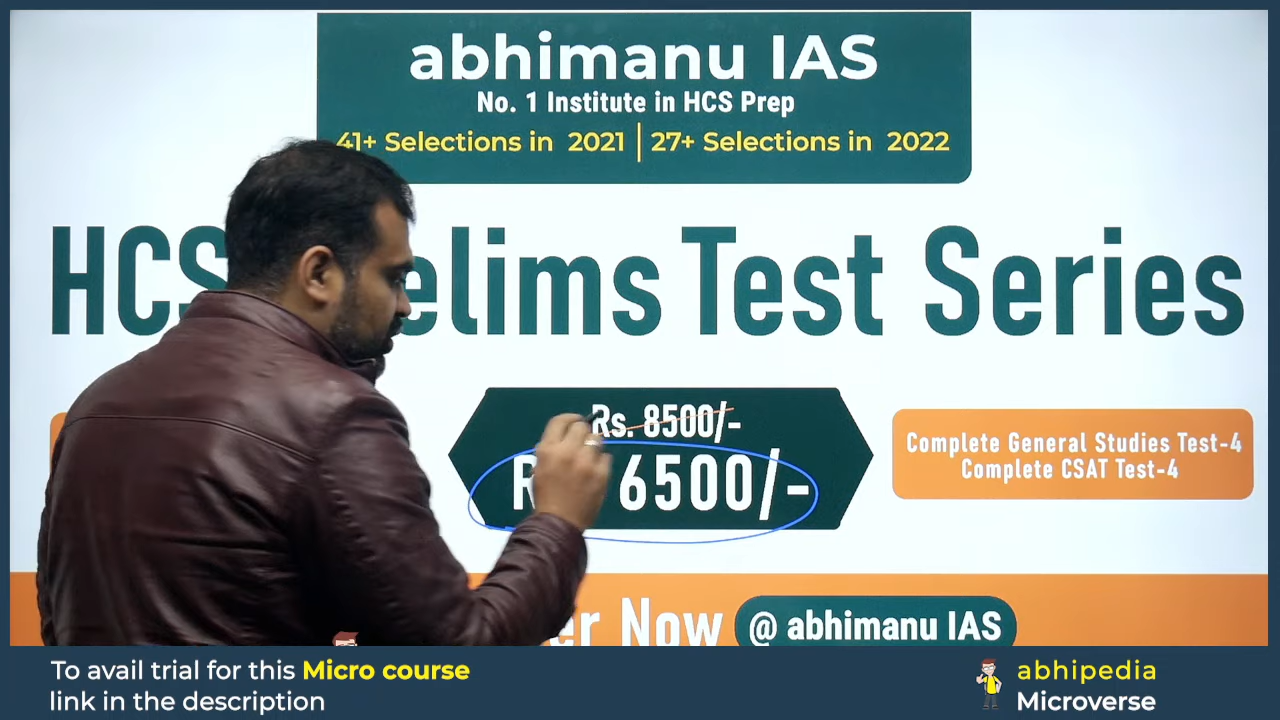 abhimanu IAS
No. 1 Institute in HCS Prep
41+ Selections in 2021 | 27+ Selections in 2022
HCS Test Series
Rs. 8500/-
6500/-
Complete General Studies Test-4
Complete CSAT Test-4
Now @ abhimanu IAS
To avail trial for this Micro course
link in the description
abhipedia
Microverse